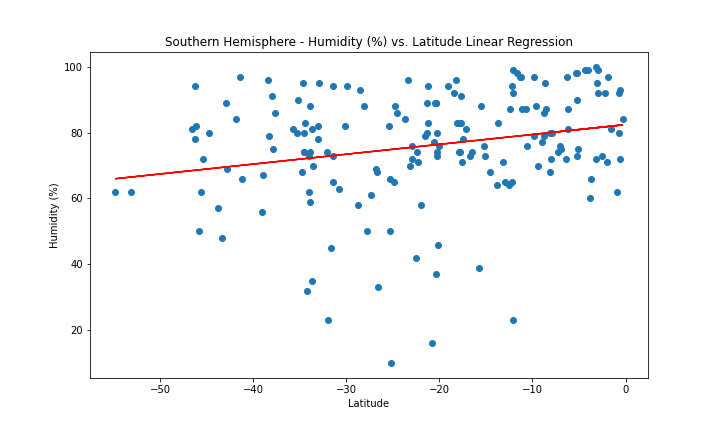 Southern Hemisphere - Humidity (%) vs. Latitude Linear Regression
100
80
60
40
20
Humidity (%)
−50 −40 −30 −20 −10 0
Latitude